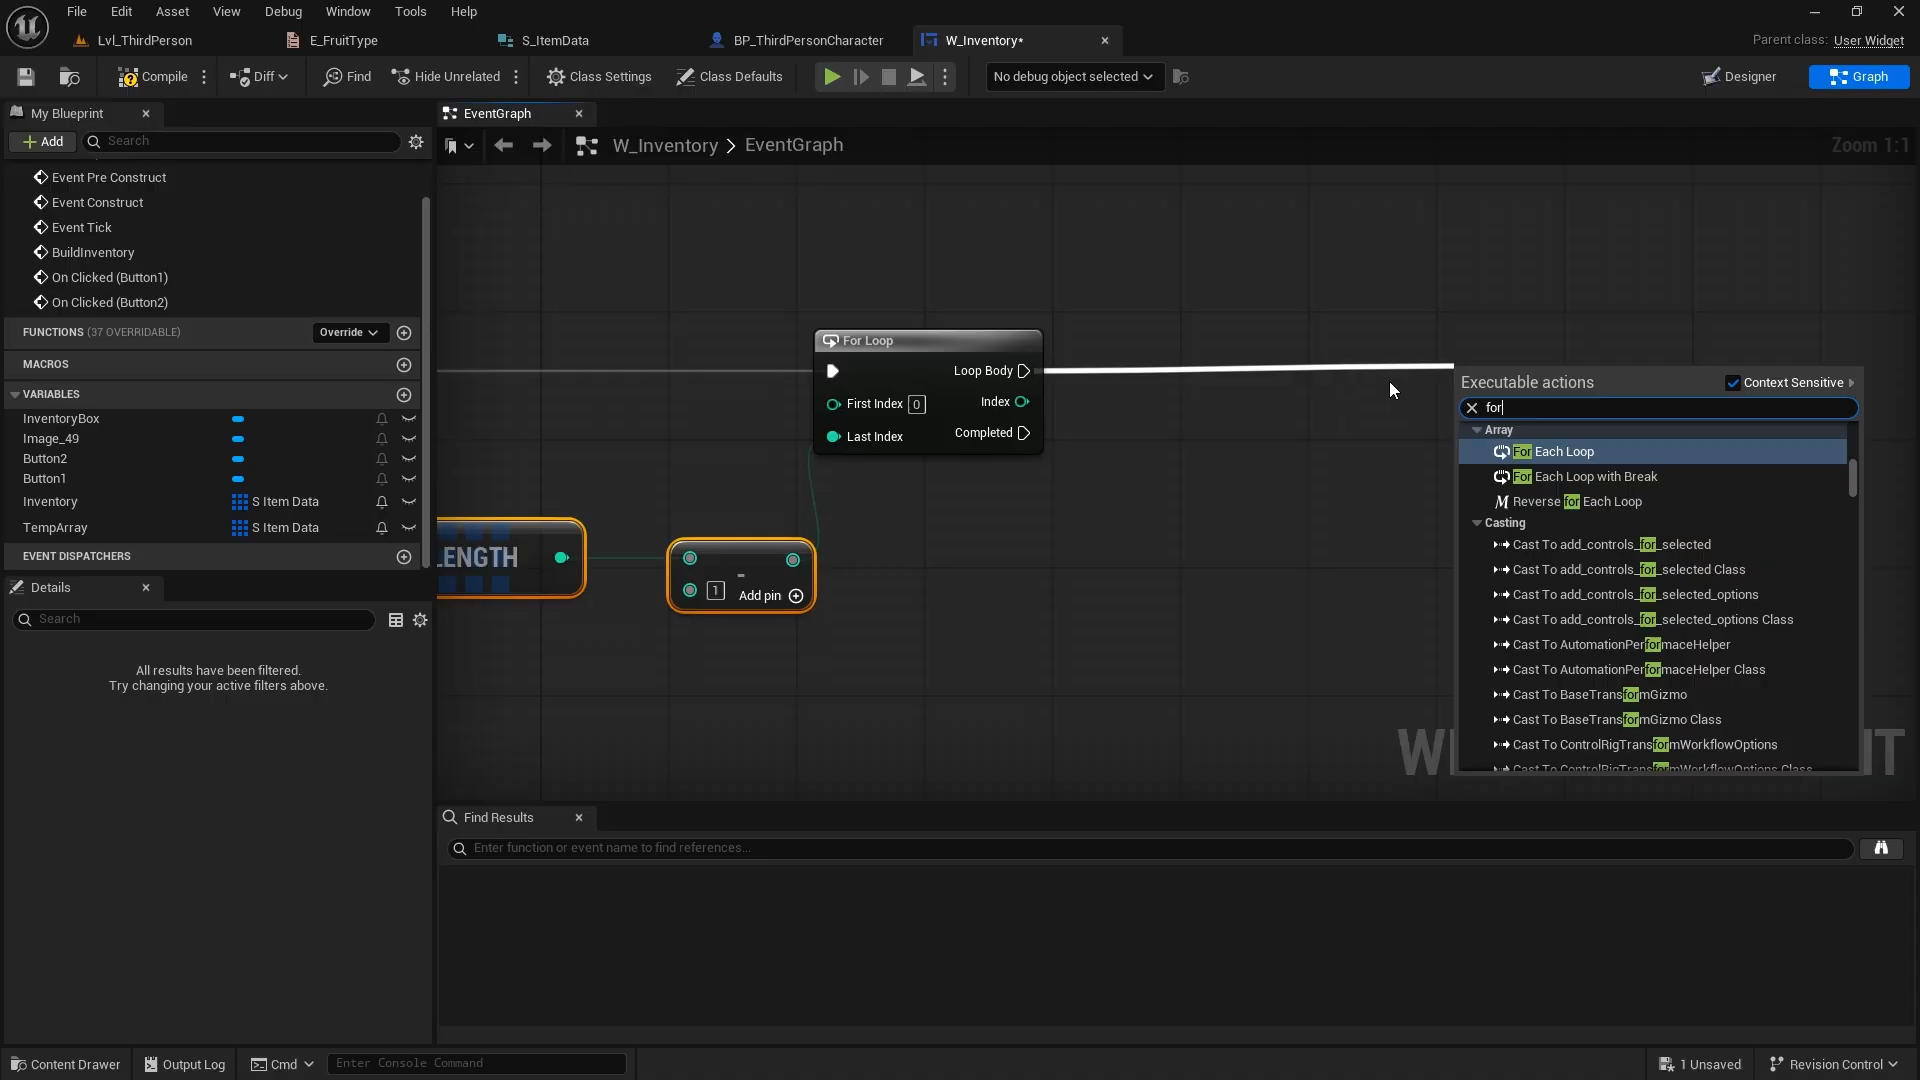 File Edit Asset View Debug Window Tools Help
Lvl_ThirdPerson
E_FruitType
S_ItemData
BP_ThirdPersonCharacter
W_Inventory*
Parent class: User Widget
Compile
Diff
Find
Hide Unrelated
Class Settings
Class Defaults
No debug object selected
Designer
Graph
My Blueprint
Add
Search
Event Pre Construct
Event Construct
Event Tick
BuildInventory
On Clicked (Button1)
On Clicked (Button2)
FUNCTIONS (37 OVERRIDABLE)
Override
MACROS
VARIABLES
InventoryBox
Image_49
Button2
Button1
Inventory S Item Data
TempArray S Item Data
EVENT DISPATCHERS
Details
Search
All results have been filtered.
Try changing your active filters above.
EventGraph
W_Inventory > EventGraph
Zoom 1:1
For Loop
Loop Body
First Index 0
Index
Last Index
Completed
LENGTH
-
1
Add pin
Executable actions
Context Sensitive
for
Array
For Each Loop
For Each Loop with Break
Reverse for Each Loop
Casting
Cast To add_controls_for_selected
Cast To add_controls_for_selected Class
Cast To add_controls_for_selected_options
Cast To add_controls_for_selected_options Class
Cast To AutomationPerformaceHelper
Cast To AutomationPerformaceHelper Class
Cast To BaseTransformGizmo
Cast To BaseTransformGizmo Class
Cast To ControlRigTransformWorkflowOptions
Cast To ControlRigTransformWorkflowOptions Class
Find Results
Enter function or event name to find references...
Content Drawer
Output Log
Cmd
Enter Console Command
1 Unsaved
Revision Control